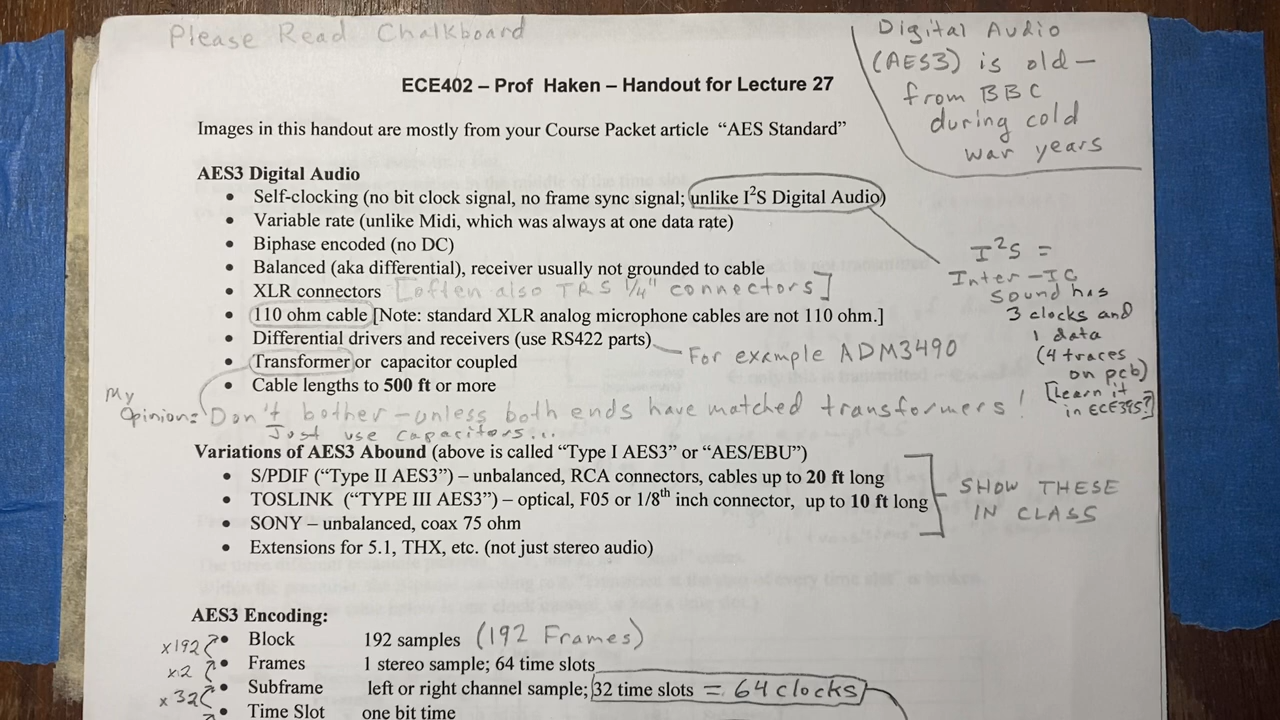 Please Read Chalkboard
Digital Audio
(AES3) is old –
from BBC
during cold
war years
ECE402 – Prof Haken – Handout for Lecture 27
Images in this handout are mostly from your Course Packet article "AES Standard"
AES3 Digital Audio
• Self-clocking (no bit clock signal, no frame sync signal; unlike I²S Digital Audio)
• Variable rate (unlike Midi, which was always at one data rate)
• Biphase encoded (no DC)
• Balanced (aka differential), receiver usually not grounded to cable
• XLR connectors [often also TRS 1/4" connectors]
• 110 ohm cable [Note: standard XLR analog microphone cables are not 110 ohm.]
• Differential drivers and receivers (use RS422 parts) For example ADM3490
• Transformer or capacitor coupled
• Cable lengths to 500 ft or more
I²S =
Inter-IC
Sound has
3 clocks and
1 data
(4 traces
on pcb)
[Learn it
in ECE395?]
My
Opinion: Don't bother – unless both ends have matched transformers!
Just use capacitors...
Variations of AES3 Abound (above is called "Type I AES3" or "AES/EBU")
• S/PDIF ("Type II AES3") – unbalanced, RCA connectors, cables up to 20 ft long
• TOSLINK ("TYPE III AES3") – optical, F05 or 1/8th inch connector, up to 10 ft long
• SONY – unbalanced, coax 75 ohm
• Extensions for 5.1, THX, etc. (not just stereo audio)
SHOW THESE
IN CLASS
AES3 Encoding:
x192 • Block 192 samples (192 Frames)
x2 • Frames 1 stereo sample; 64 time slots
x32 • Subframe left or right channel sample; 32 time slots = 64 clocks
• Time Slot one bit time